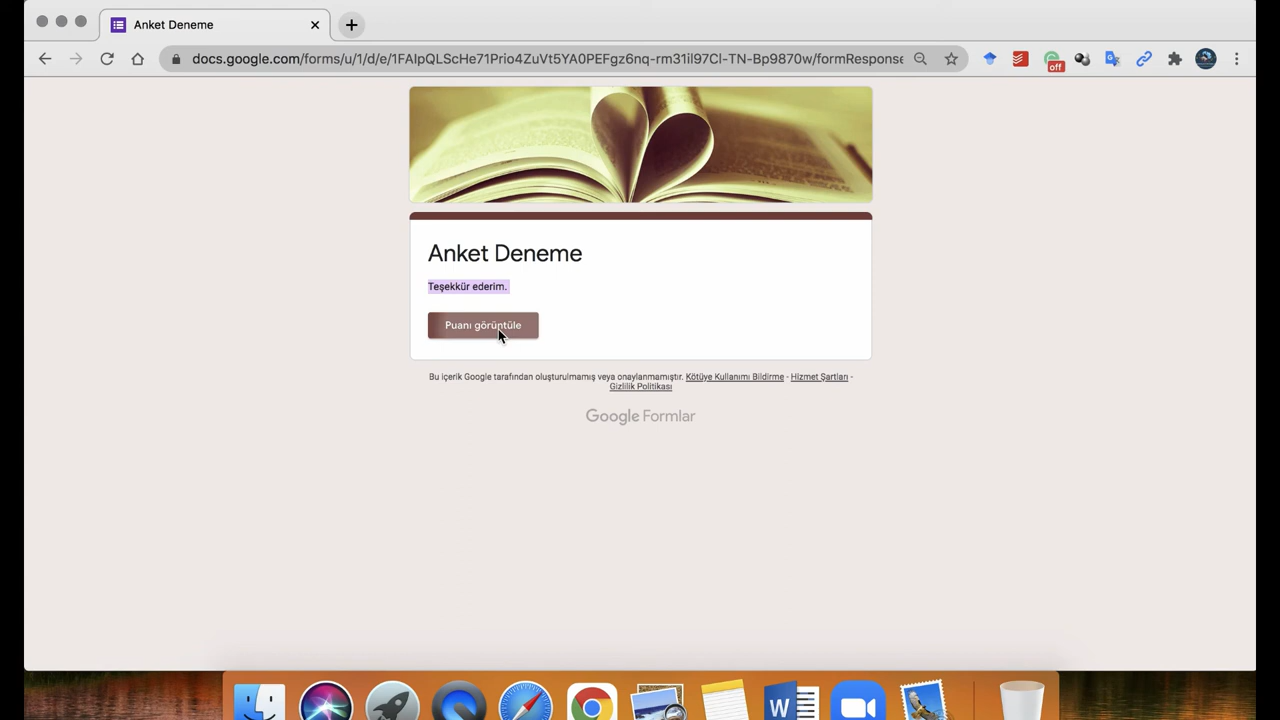 Anket Deneme
docs.google.com/forms/u/1/d/e/1FAIpQLScHe71Prio4ZuVt5YA0PEFgz6nq-rm31il97Cl-TN-Bp9870w/formResponse
off
Anket Deneme
Teşekkür ederim.
Puanı görüntüle
Bu içerik Google tarafından oluşturulmamış veya onaylanmamıştır. Kötüye Kullanımı Bildirme - Hizmet Şartları -
Gizlilik Politikası
Google Formlar
W